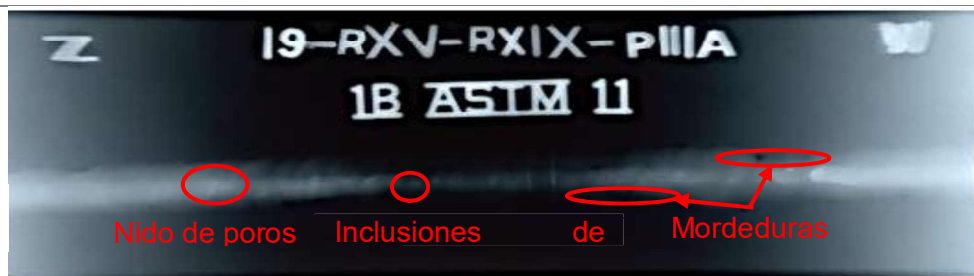 Z 19-RXV-RXIX-PIIIA W
1B ASTM 11
Nido de poros Inclusiones de Mordeduras